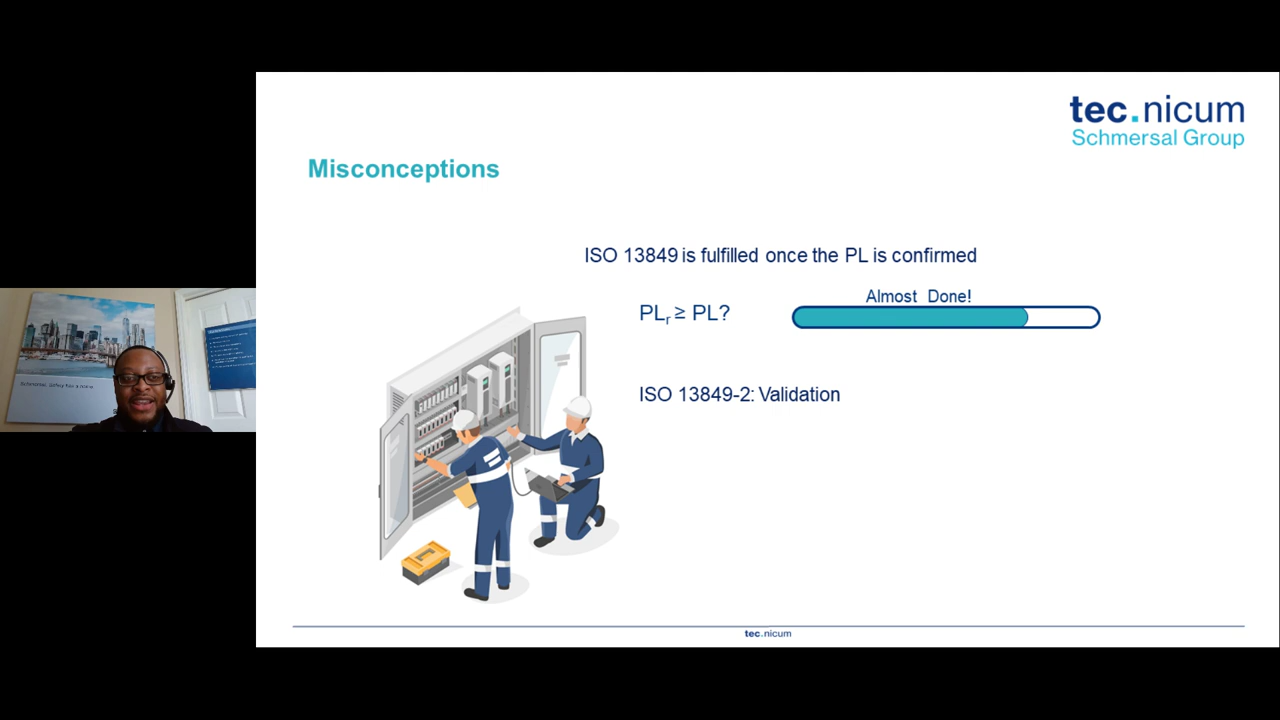 tec.nicum
Schmersal Group
Misconceptions
ISO 13849 is fulfilled once the PL is confirmed
Almost Done!
PLr ≥ PL?
ISO 13849-2: Validation
tec.nicum